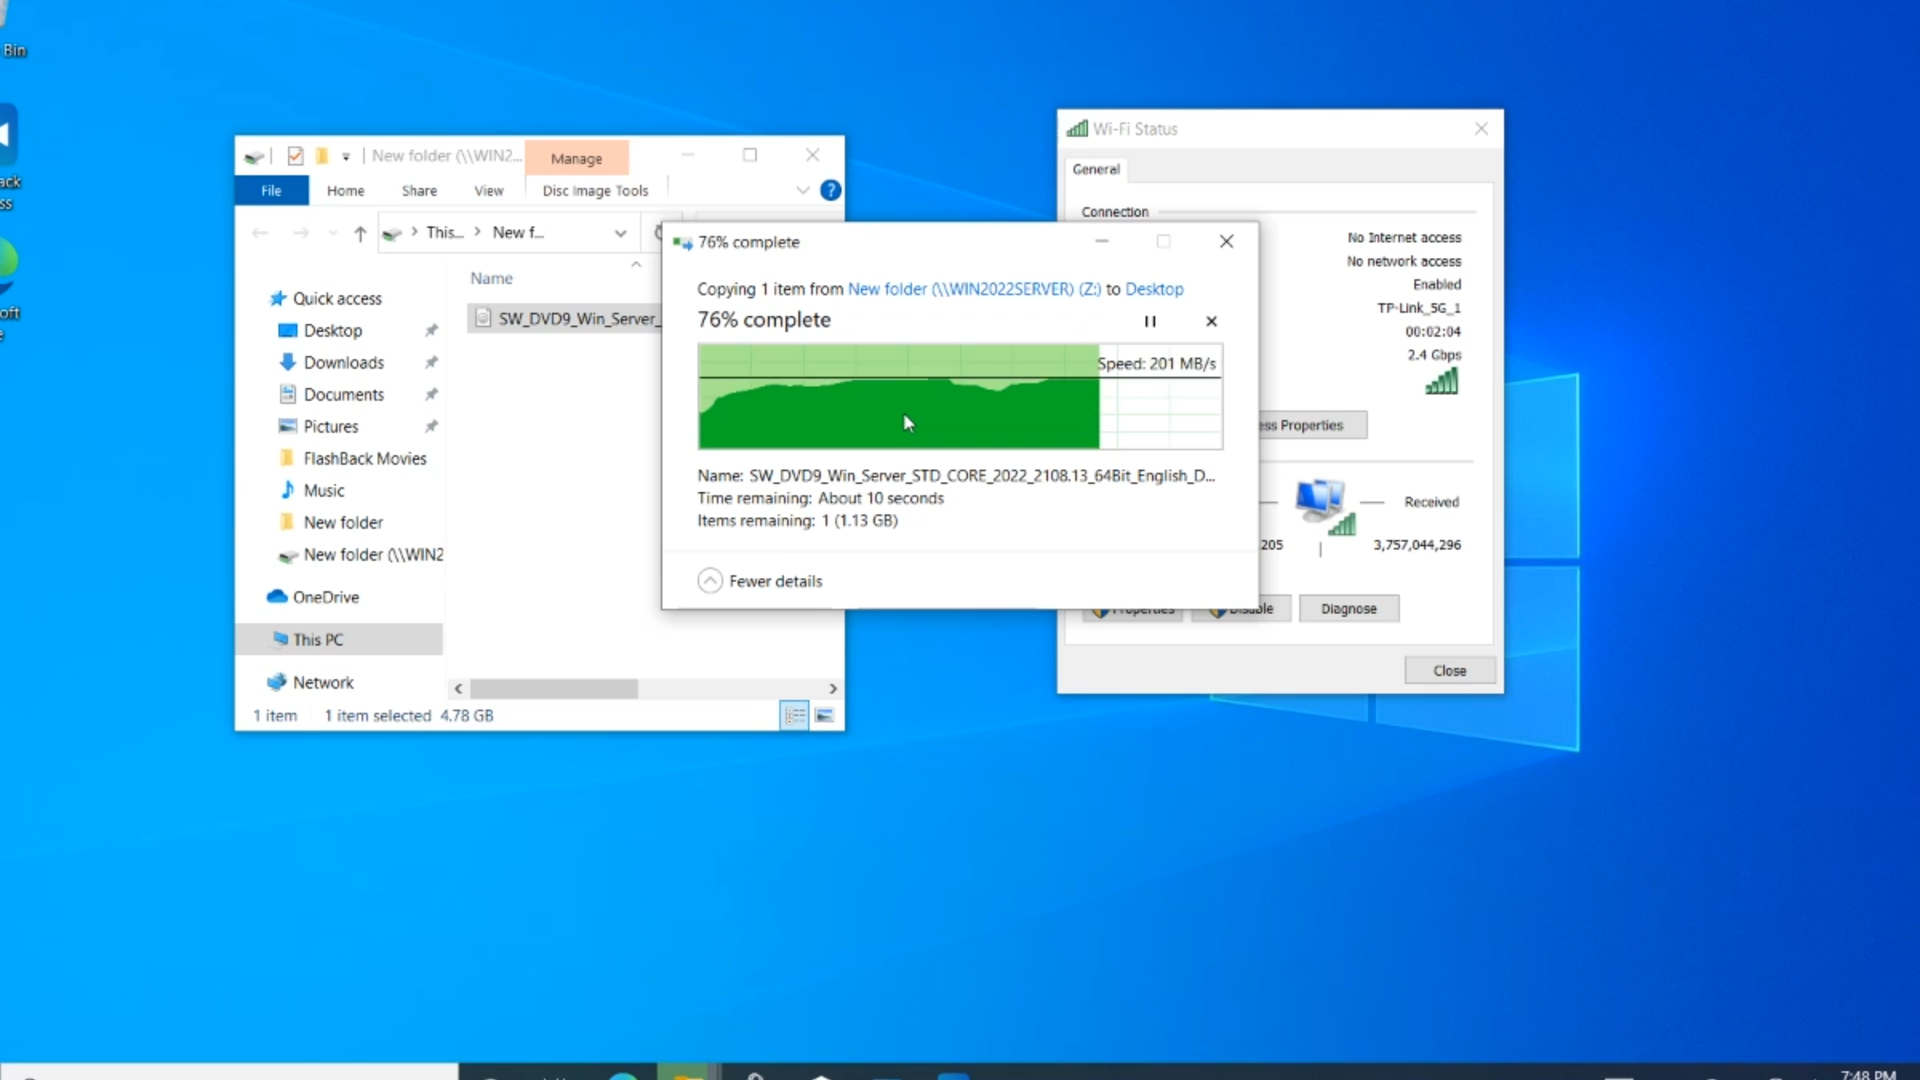 Bin
New folder (\\WIN2...
Manage
File
Home
Share
View
Disc Image Tools
This...
New f...
Name
Quick access
Desktop
Downloads
Documents
Pictures
FlashBack Movies
Music
New folder
New folder (\\WIN2
OneDrive
This PC
Network
SW_DVD9_Win_Server_
1 item
1 item selected 4.78 GB
76% complete
Copying 1 item from New folder (\\WIN2022SERVER) (Z:) to Desktop
76% complete
Speed: 201 MB/s
Name: SW_DVD9_Win_Server_STD_CORE_2022_2108.13_64Bit_English_D...
Time remaining: About 10 seconds
Items remaining: 1 (1.13 GB)
Fewer details
Wi-Fi Status
General
Connection
No Internet access
No network access
Enabled
TP-Link_5G_1
00:02:04
2.4 Gbps
ess Properties
Received
205
3,757,044,296
Properties
Disable
Diagnose
Close
7:48 PM